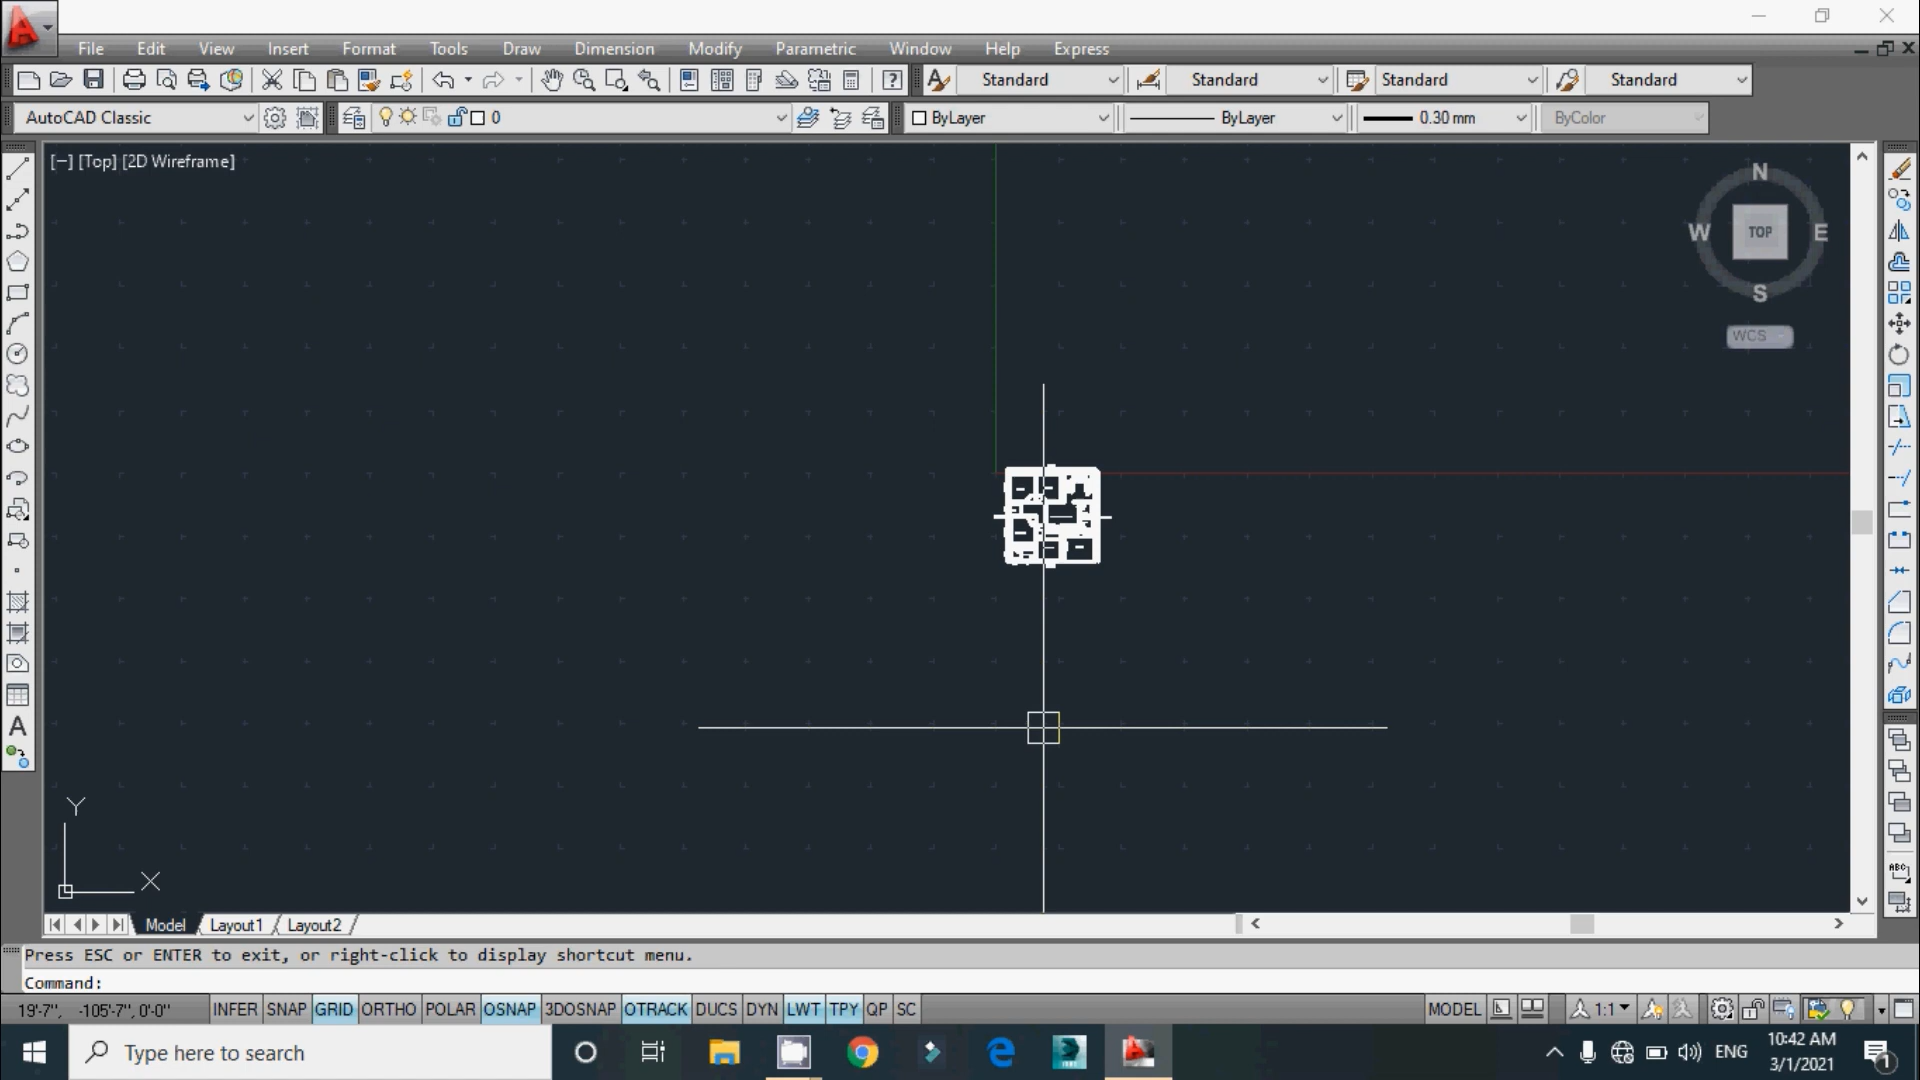 File Edit View Insert Format Tools Draw Dimension Modify Parametric Window Help Express
Standard Standard Standard Standard
AutoCAD Classic 0 ByLayer ByLayer 0.30 mm ByColor
[−] [Top] [2D Wireframe]
N
W TOP E
S
WCS
A
ABC
Y
X
Model Layout1 Layout2
Press ESC or ENTER to exit, or right-click to display shortcut menu.
Command:
19'-7", -105'-7", 0'-0" INFER SNAP GRID ORTHO POLAR OSNAP 3DOSNAP OTRACK DUCS DYN LWT TPY QP SC MODEL 1:1
Type here to search ENG 10:42 AM
3/1/2021 1